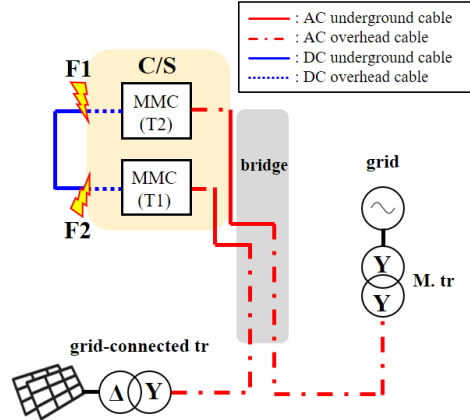 : AC underground cable
: AC overhead cable
: DC underground cable
: DC overhead cable
F1
C/S
MMC
(T2)
MMC
(T1)
F2
bridge
grid
Y
Y
M. tr
grid-connected tr
Δ
Y